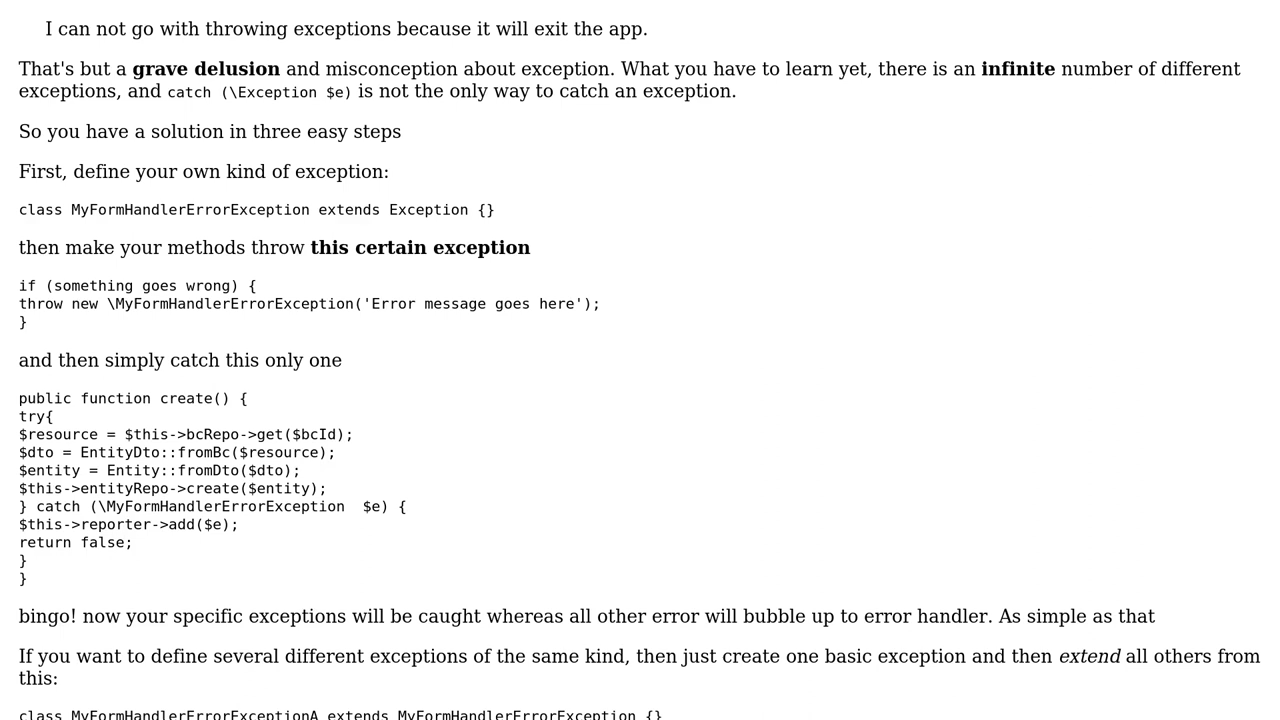 I can not go with throwing exceptions because it will exit the app.
That's but a grave delusion and misconception about exception. What you have to learn yet, there is an infinite number of different
exceptions, and catch (\Exception $e) is not the only way to catch an exception.
So you have a solution in three easy steps
First, define your own kind of exception:
class MyFormHandlerErrorException extends Exception {}
then make your methods throw this certain exception
if (something goes wrong) {
throw new \MyFormHandlerErrorException('Error message goes here');
}
and then simply catch this only one
public function create() {
try{
$resource = $this->bcRepo->get($bcId);
$dto = EntityDto::fromBc($resource);
$entity = Entity::fromDto($dto);
$this->entityRepo->create($entity);
} catch (\MyFormHandlerErrorException  $e) {
$this->reporter->add($e);
return false;
}
}
bingo! now your specific exceptions will be caught whereas all other error will bubble up to error handler. As simple as that
If you want to define several different exceptions of the same kind, then just create one basic exception and then extend all others from
this:
class MyFormHandlerErrorExceptionA extends MyFormHandlerErrorException {}